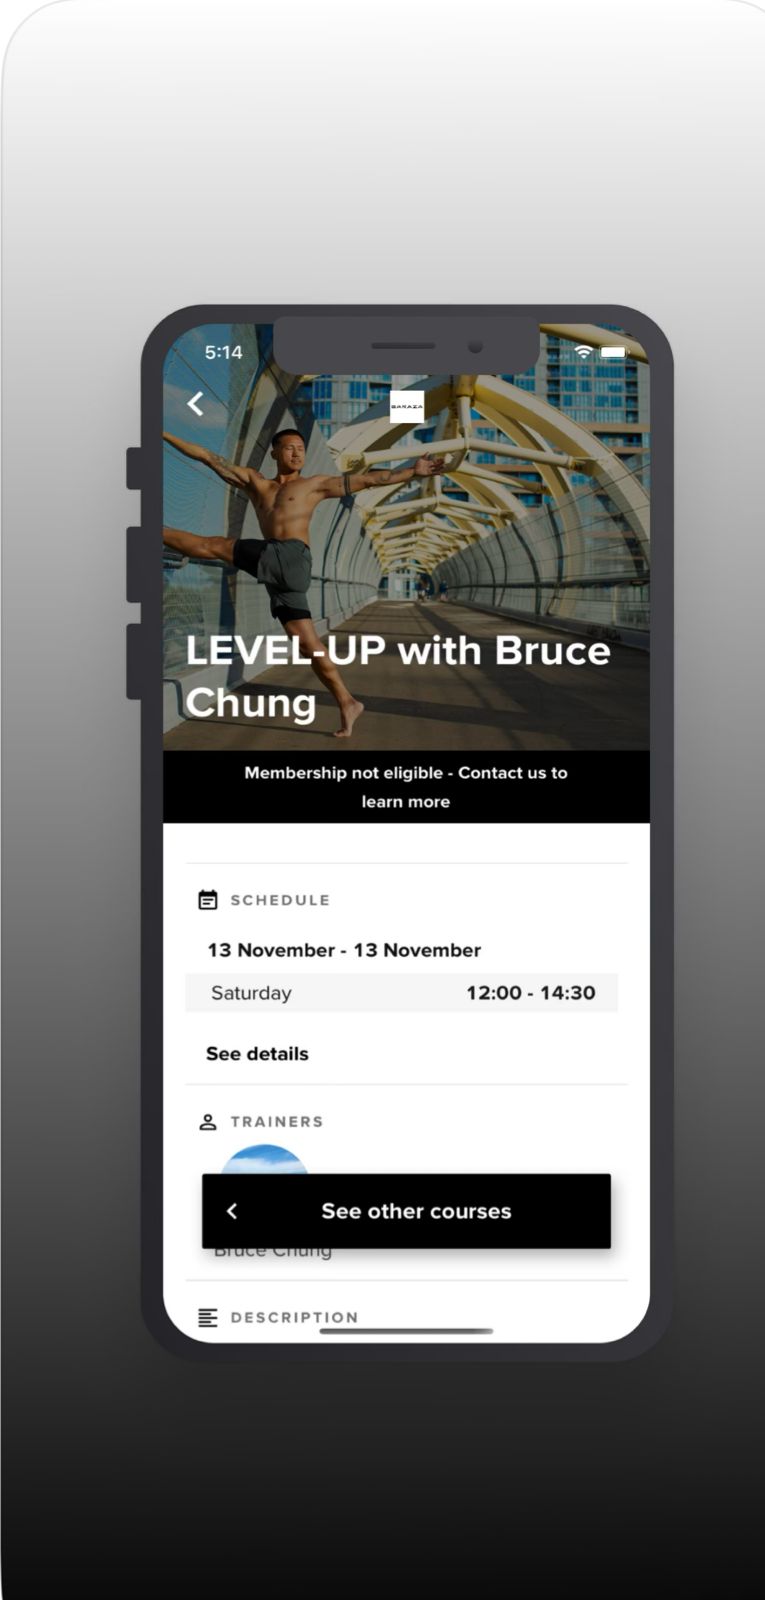 5:14
BARAZA
LEVEL-UP with Bruce
Chung
Membership not eligible - Contact us to
learn more
SCHEDULE
13 November - 13 November
Saturday 12:00 - 14:30
See details
TRAINERS
See other courses
Bruce Chung
DESCRIPTION